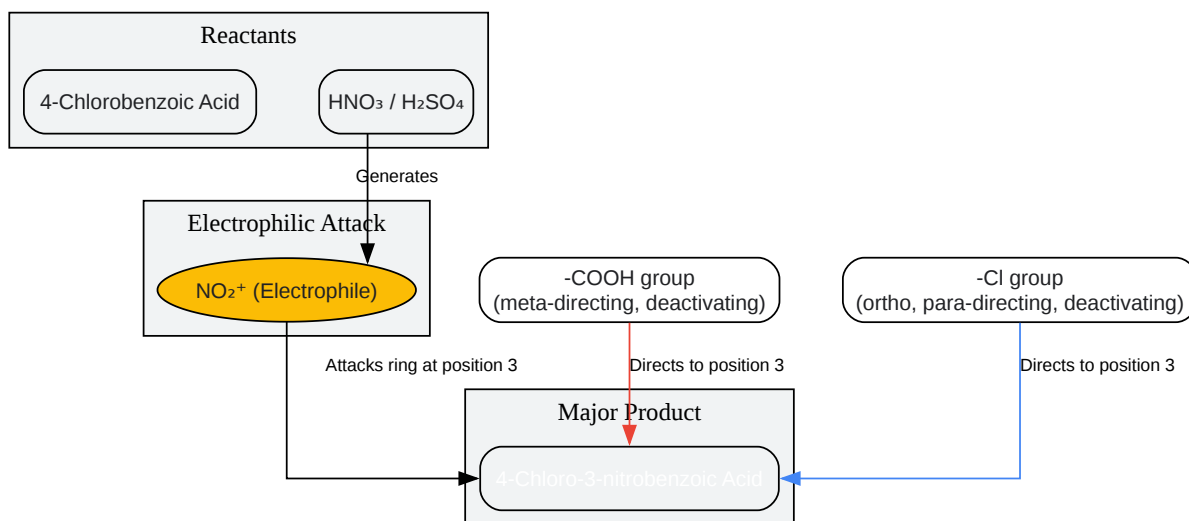 Reactants
4-Chlorobenzoic Acid
HNO₃ / H₂SO₄
Generates
Electrophilic Attack
NO₂⁺ (Electrophile)
-COOH group
(meta-directing, deactivating)
-Cl group
(ortho, para-directing, deactivating)
Attacks ring at position 3
Directs to position 3
Directs to position 3
Major Product
4-Chloro-3-nitrobenzoic Acid